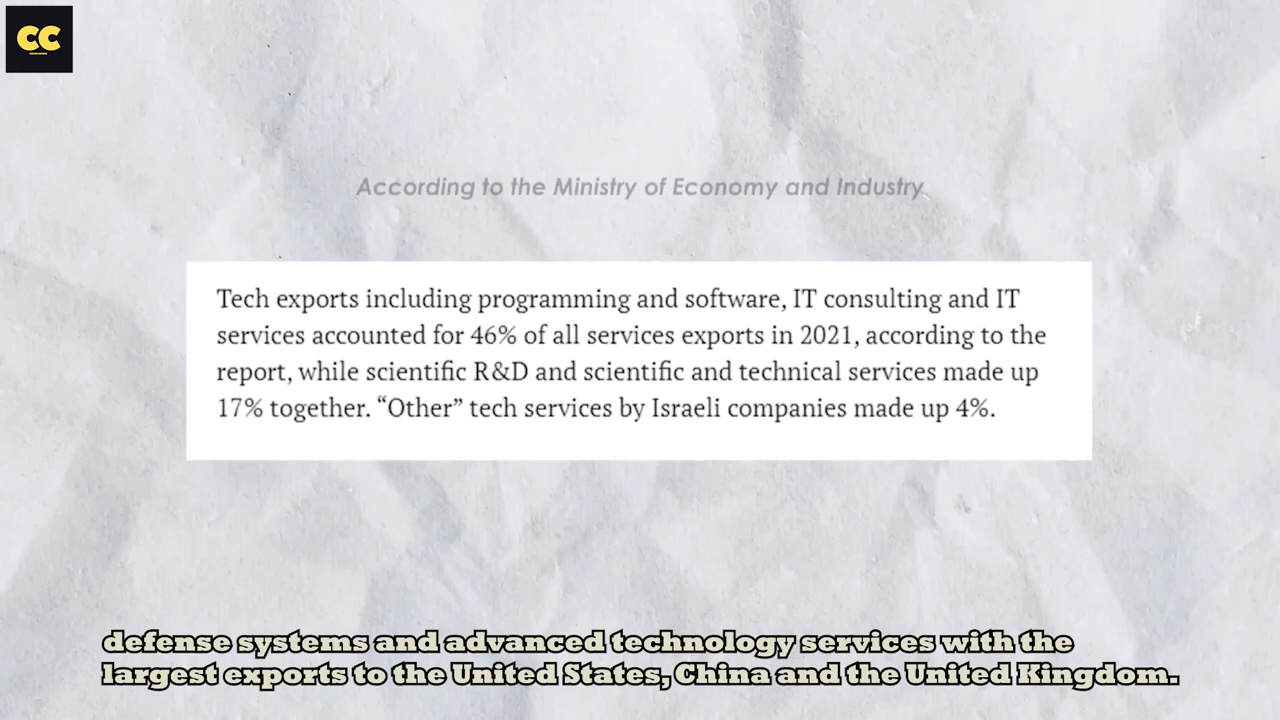 CC
According to the Ministry of Economy and Industry
Tech exports including programming and software, IT consulting and IT
services accounted for 46% of all services exports in 2021, according to the
report, while scientific R&D and scientific and technical services made up
17% together. “Other” tech services by Israeli companies made up 4%.
defense systems and advanced technology services with the
largest exports to the United States, China and the United Kingdom.